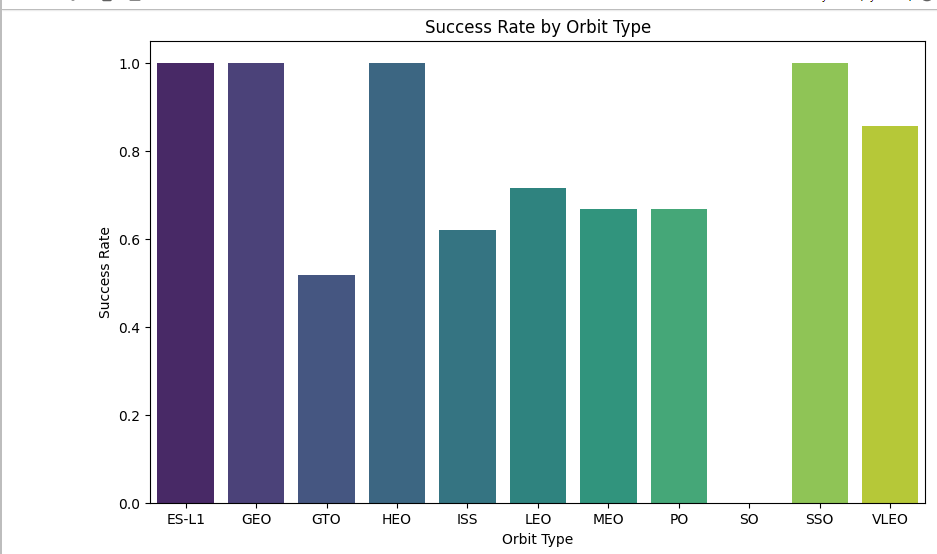 Success Rate by Orbit Type
1.0
0.8
0.6
0.4
0.2
0.0
Success Rate
ES-L1 GEO GTO HEO ISS LEO MEO PO SO SSO VLEO
Orbit Type